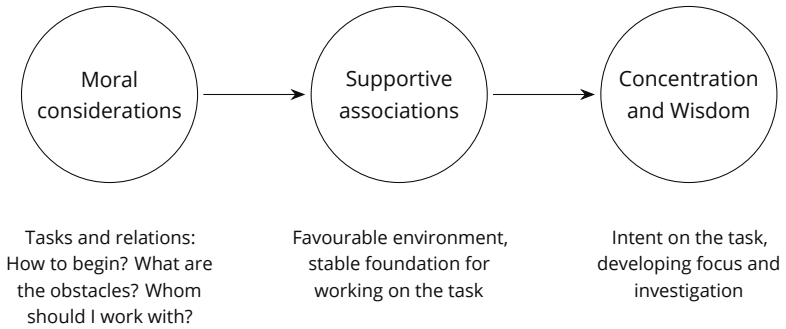 Moral
considerations
Supportive
associations
Concentration
and Wisdom
Tasks and relations:
How to begin? What are
the obstacles? Whom
should I work with?
Favourable environment,
stable foundation for
working on the task
Intent on the task,
developing focus and
investigation